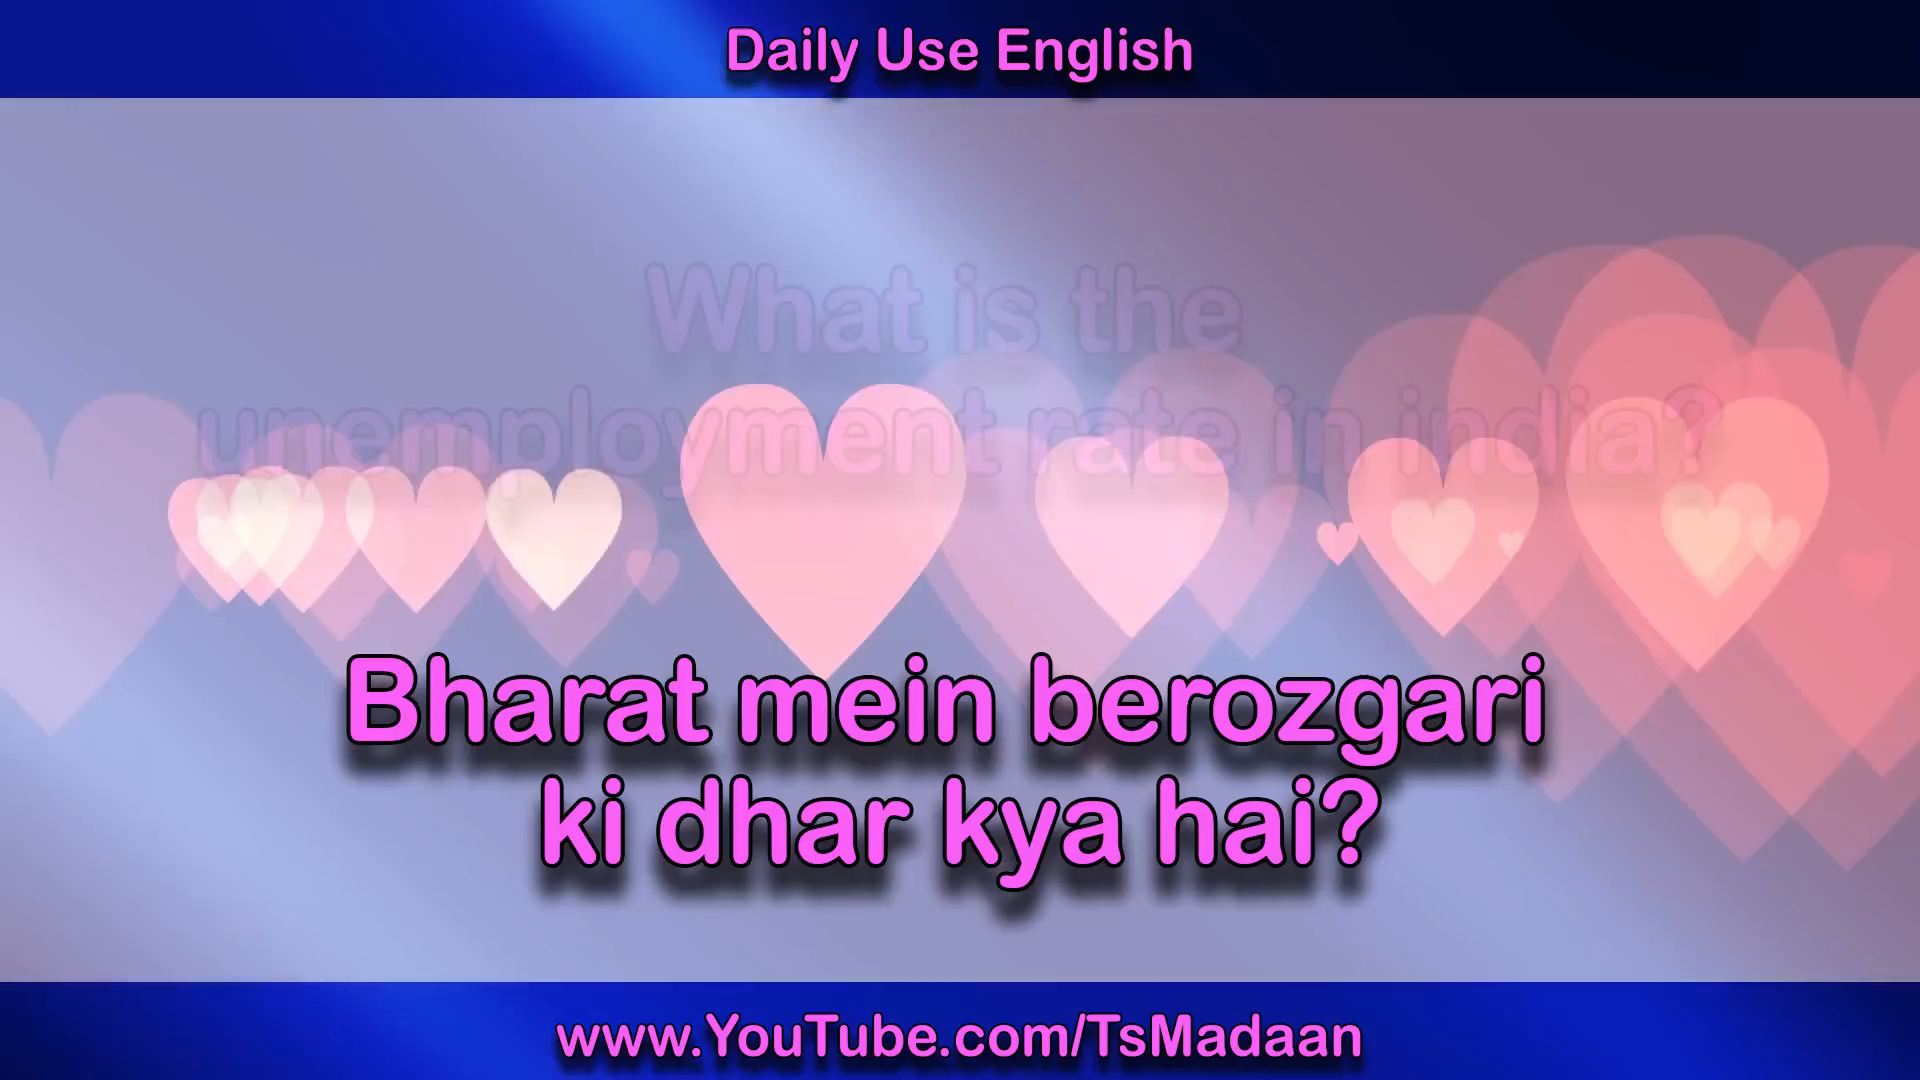 Daily Use English
What is the
unemployment rate in india?
Bharat mein berozgari
ki dhar kya hai?
www.YouTube.com/TsMadaan